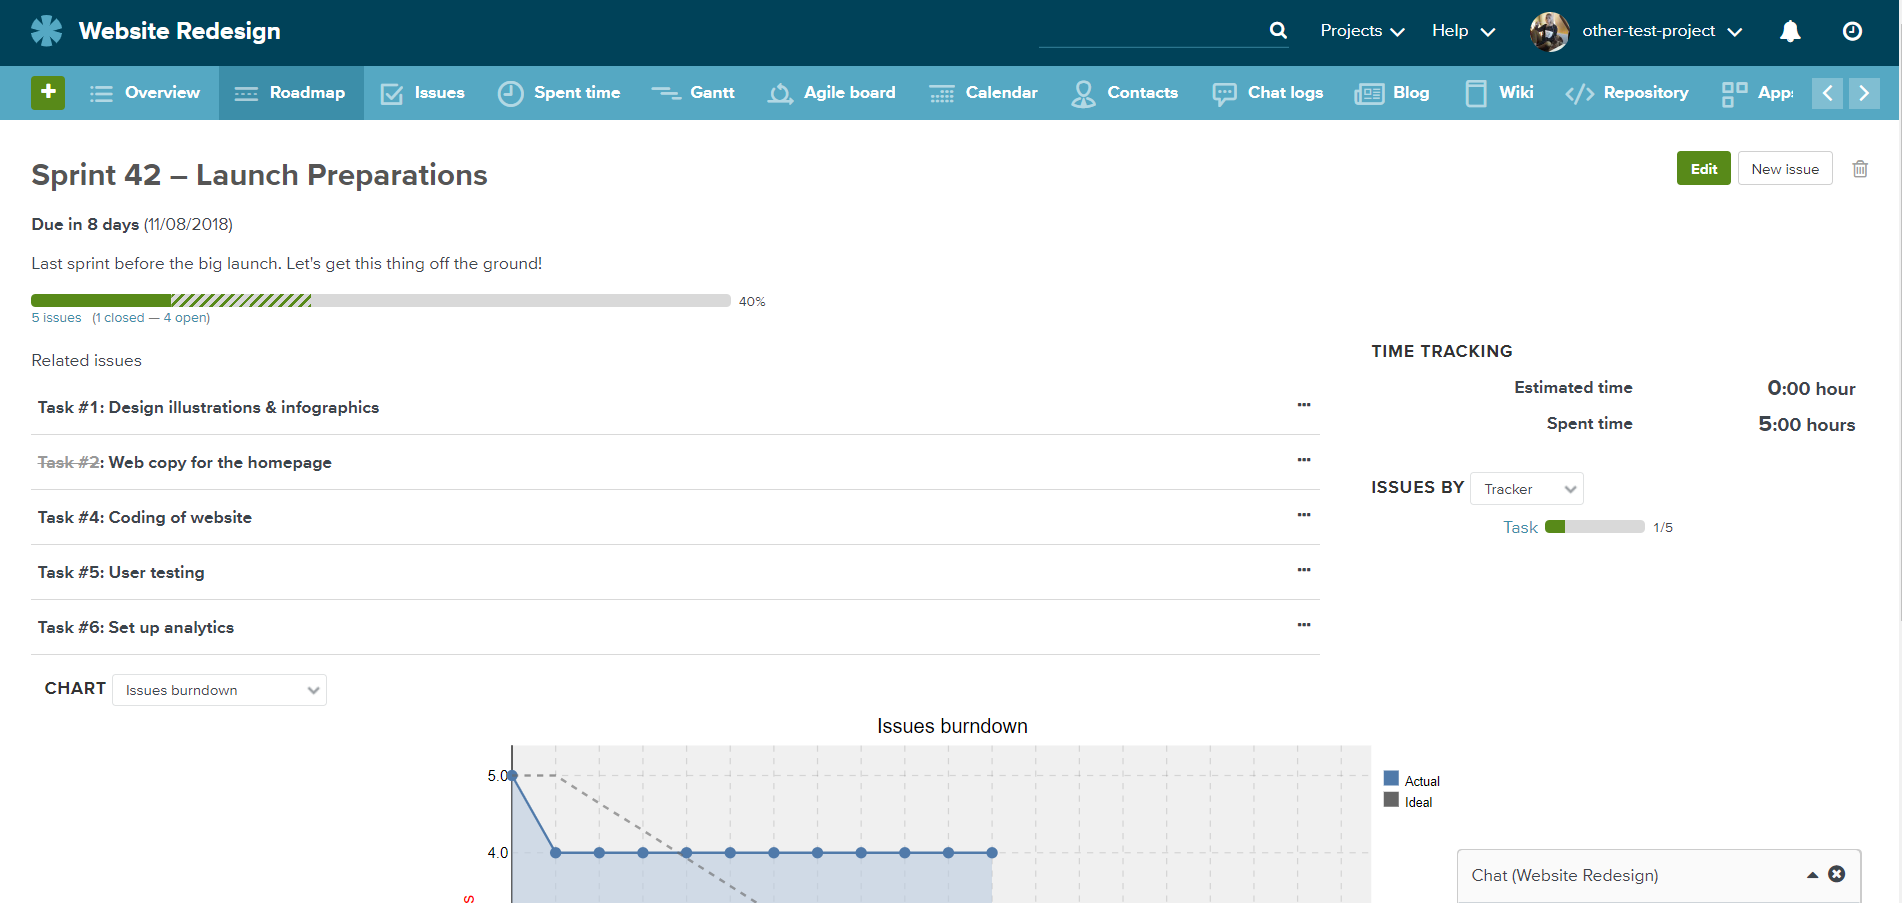 Website Redesign
Projects
Help
other-test-project
+
Overview
Roadmap
Issues
Spent time
Gantt
Agile board
Calendar
Contacts
Chat logs
Blog
Wiki
Repository
Sprint 42 – Launch Preparations
Edit
New issue
Due in 8 days (11/08/2018)
Last sprint before the big launch. Let's get this thing off the ground!
40%
5 issues (1 closed — 4 open)
Related issues
Task #1: Design illustrations & infographics
Task #2: Web copy for the homepage
Task #4: Coding of website
Task #5: User testing
Task #6: Set up analytics
TIME TRACKING
Estimated time 0:00 hour
Spent time 5:00 hours
ISSUES BY Tracker
Task 1/5
CHART Issues burndown
Issues burndown
5.0
4.0
Actual
Ideal
Chat (Website Redesign)